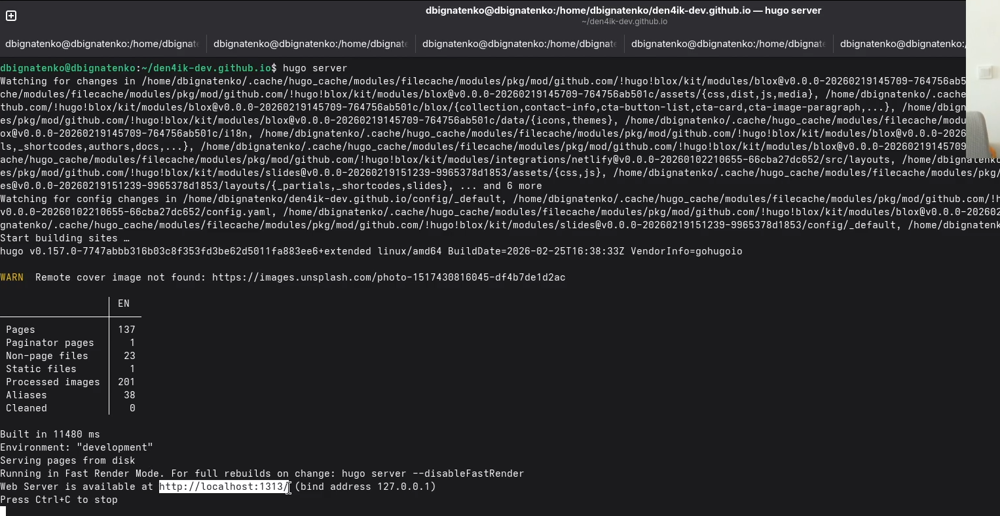 dbignatenko@dbignatenko:/home/dbignatenko/den4ik-dev.github.io — hugo server
~/den4ik-dev.github.io
dbignatenko@dbignatenko:/home/dbignat dbignatenko@dbignatenko:/home/dbignat dbignatenko@dbignatenko:/home/dbignat dbignatenko@dbignatenko:/home/dbignat dbignatenko@dbignatenko:/
dbignatenko@dbignatenko:~/den4ik-dev.github.io$ hugo server
Watching for changes in /home/dbignatenko/.cache/hugo_cache/modules/filecache/modules/pkg/mod/github.com/!hugo!blox/kit/modules/blox@v0.0.0-20260219145709-764756ab5
che/modules/filecache/modules/pkg/mod/github.com/!hugo!blox/kit/modules/blox@v0.0.0-20260219145709-764756ab501c/assets/{css,dist,js,media}, /home/dbignatenko/.cache
thub.com/!hugo!blox/kit/modules/blox@v0.0.0-20260219145709-764756ab501c/blox/{collection,contact-info,cta-button-list,cta-card,cta-image-paragraph,...}, /home/dbign
es/pkg/mod/github.com/!hugo!blox/kit/modules/blox@v0.0.0-20260219145709-764756ab501c/data/{icons,themes}, /home/dbignatenko/.cache/hugo_cache/modules/filecache/modu
ox@v0.0.0-20260219145709-764756ab501c/i18n, /home/dbignatenko/.cache/hugo_cache/modules/filecache/modules/pkg/mod/github.com/!hugo!blox/kit/modules/blox@v0.0.0-2026
ls,_shortcodes,authors,docs,...}, /home/dbignatenko/.cache/hugo_cache/modules/filecache/modules/pkg/mod/github.com/!hugo!blox/kit/modules/blox@v0.0.0-20260219145709
ache/hugo_cache/modules/filecache/modules/pkg/mod/github.com/!hugo!blox/kit/modules/integrations/netlify@v0.0.0-20260102210655-66cba27dc652/src/layouts, /home/dbignatenko
es/pkg/mod/github.com/!hugo!blox/kit/modules/slides@v0.0.0-20260219151239-9965378d1853/assets/{css,js}, /home/dbignatenko/.cache/hugo_cache/modules/filecache/modules/pkg/
es@v0.0.0-20260219151239-9965378d1853/layouts/{_partials,_shortcodes,slides}, ... and 6 more
Watching for config changes in /home/dbignatenko/den4ik-dev.github.io/config/_default, /home/dbignatenko/.cache/hugo_cache/modules/filecache/modules/pkg/mod/github.com/!h
v0.0.0-20260102210655-66cba27dc652/config.yaml, /home/dbignatenko/.cache/hugo_cache/modules/filecache/modules/pkg/mod/github.com/!hugo!blox/kit/modules/blox@v0.0.0-202602
gnatenko/.cache/hugo_cache/modules/filecache/modules/pkg/mod/github.com/!hugo!blox/kit/modules/slides@v0.0.0-20260219151239-9965378d1853/config/_default, /home/dbignatenk
Start building sites …
hugo v0.157.0-7747abbb316b03c8f353fd3be62d5011fa883ee6+extended linux/amd64 BuildDate=2026-02-25T16:38:33Z VendorInfo=gohugoio
WARN  Remote cover image not found: https://images.unsplash.com/photo-1517430816045-df4b7de1d2ac
EN
Pages 137
Paginator pages 1
Non-page files 23
Static files 1
Processed images 201
Aliases 38
Cleaned 0
Built in 11480 ms
Environment: "development"
Serving pages from disk
Running in Fast Render Mode. For full rebuilds on change: hugo server --disableFastRender
Web Server is available at http://localhost:1313/ (bind address 127.0.0.1)
Press Ctrl+C to stop